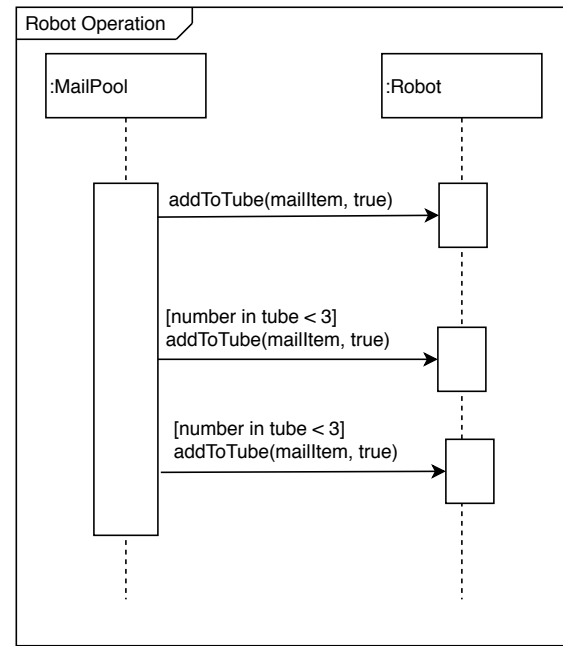 Robot Operation
:MailPool
:Robot
addToTube(mailItem, true)
[number in tube < 3]
addToTube(mailItem, true)
[number in tube < 3]
addToTube(mailItem, true)